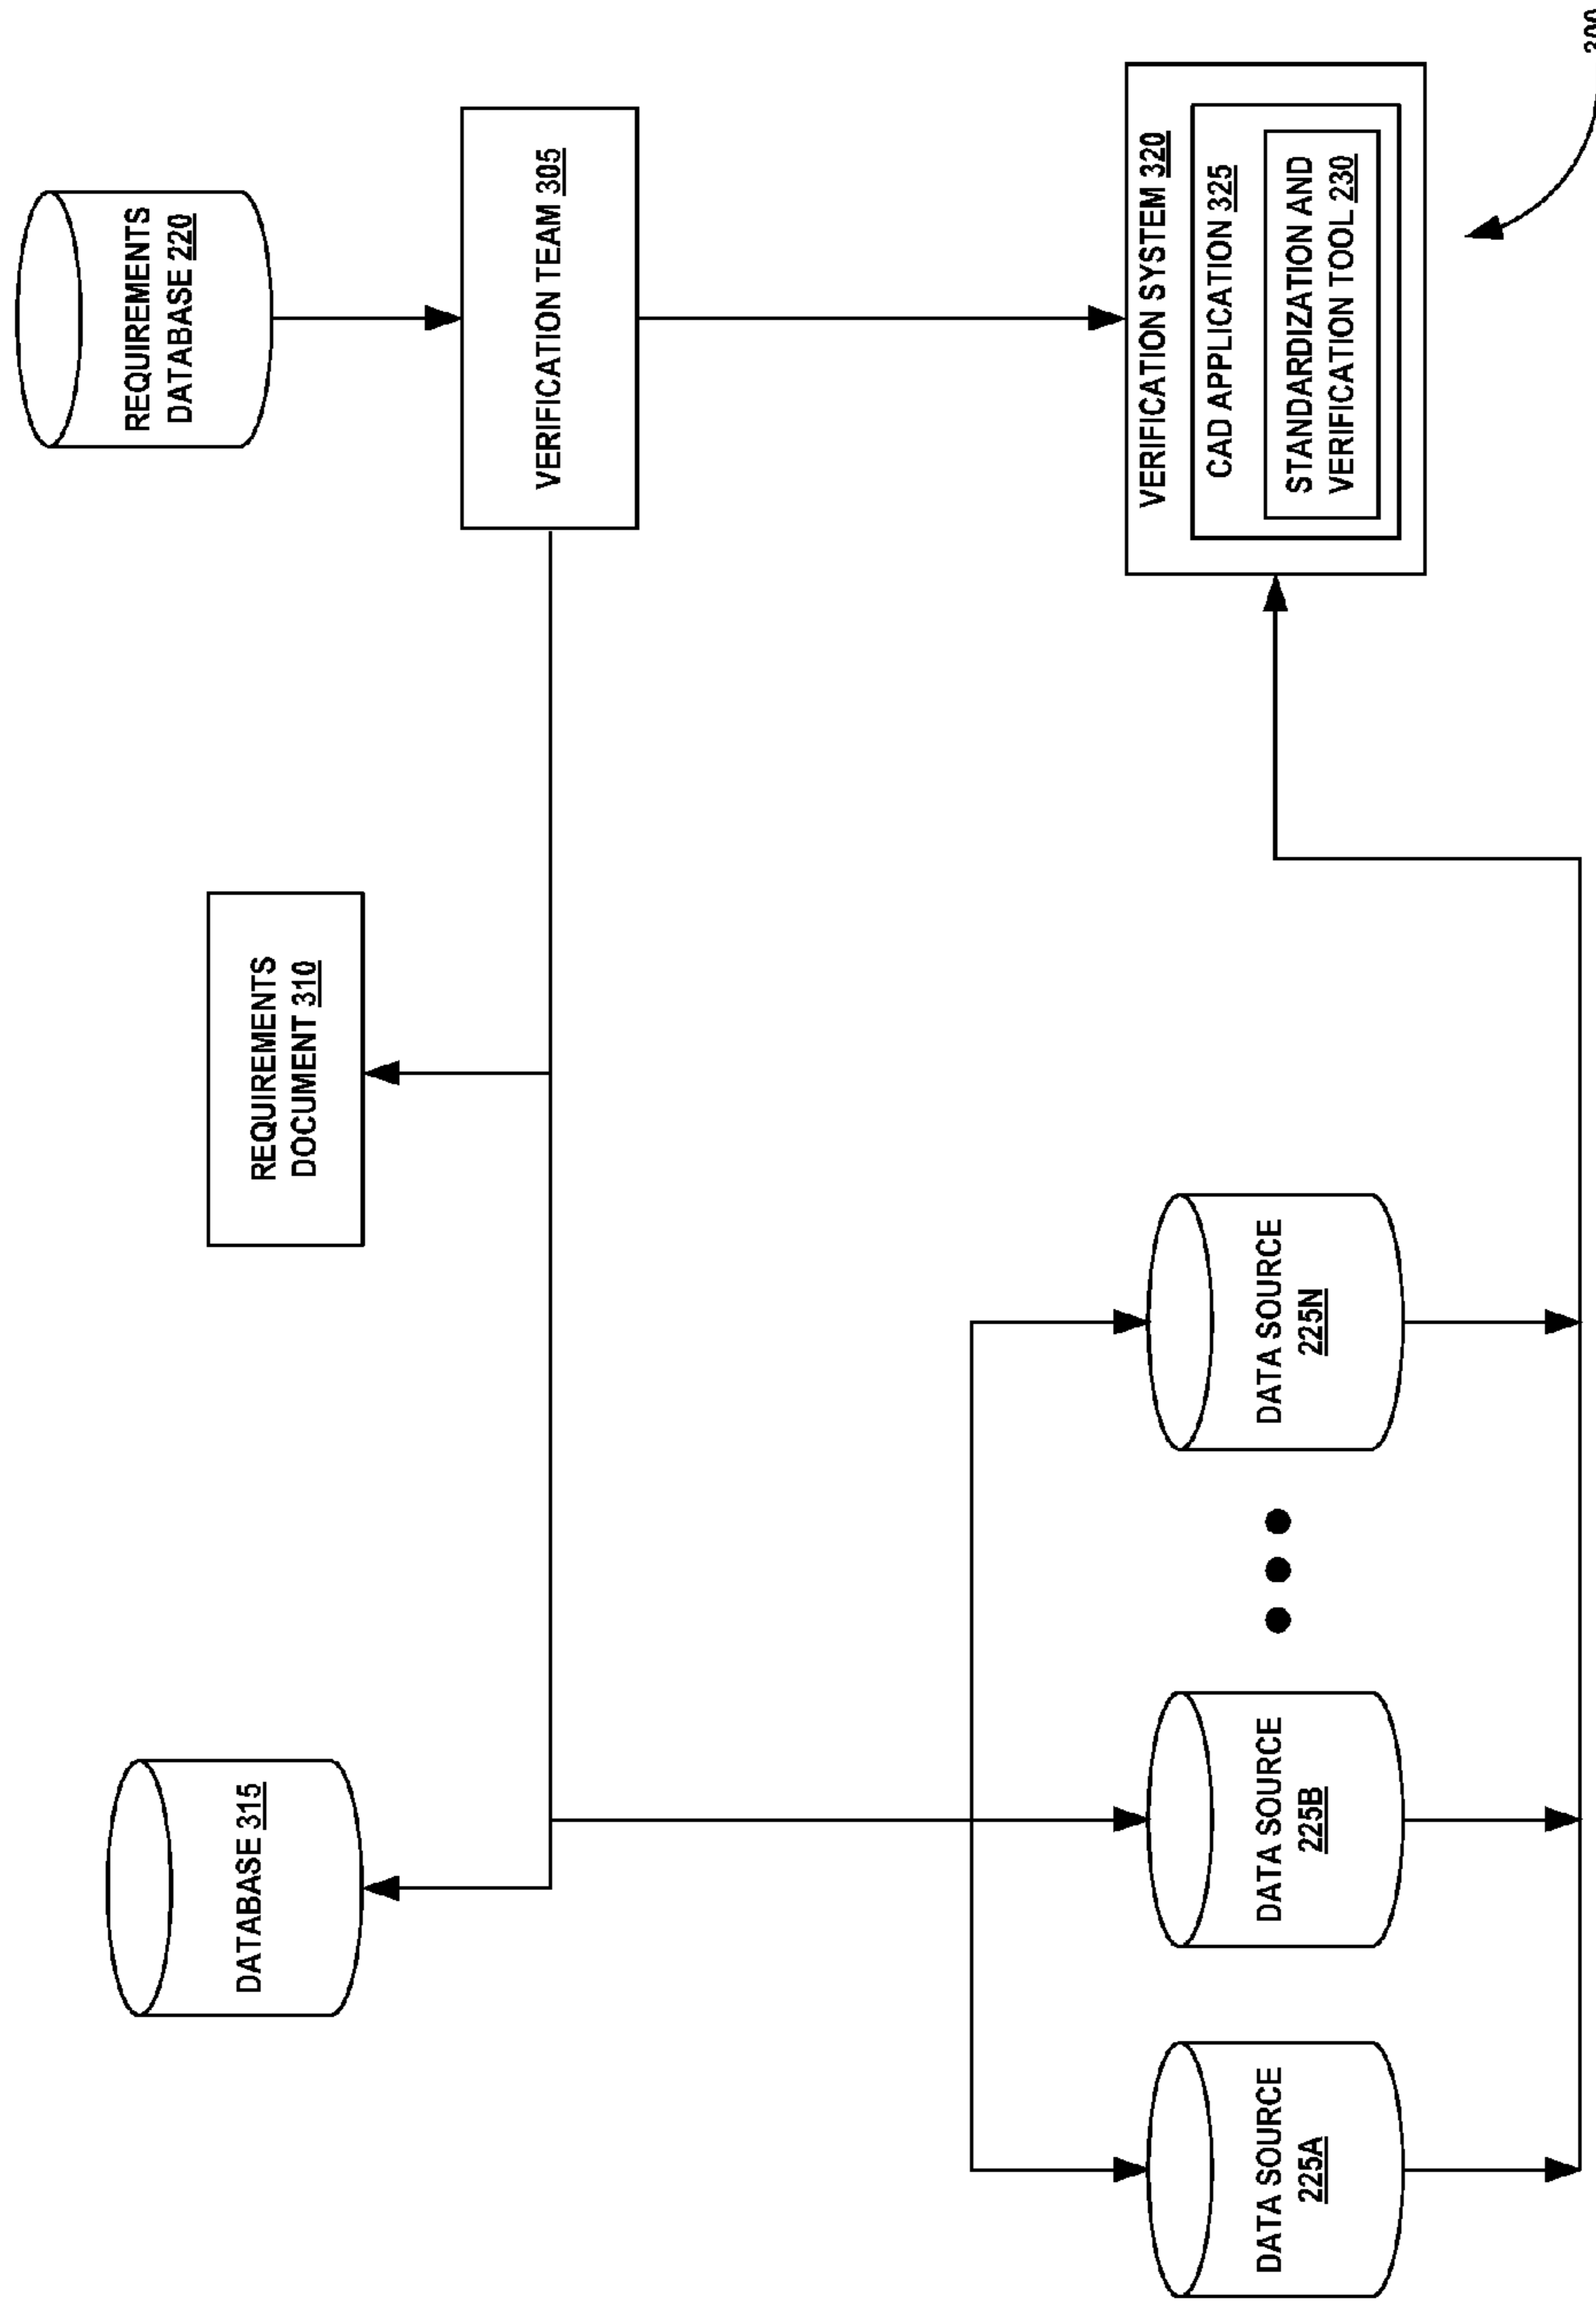 REQUIREMENTS
DATABASE 220
DATABASE 315
REQUIREMENTS
DOCUMENT 310
VERIFICATION TEAM 305
DATA SOURCE
225A
DATA SOURCE
225B
DATA SOURCE
225N
VERIFICATION SYSTEM 320
CAD APPLICATION 325
STANDARDIZATION AND
VERIFICATION TOOL 230
300